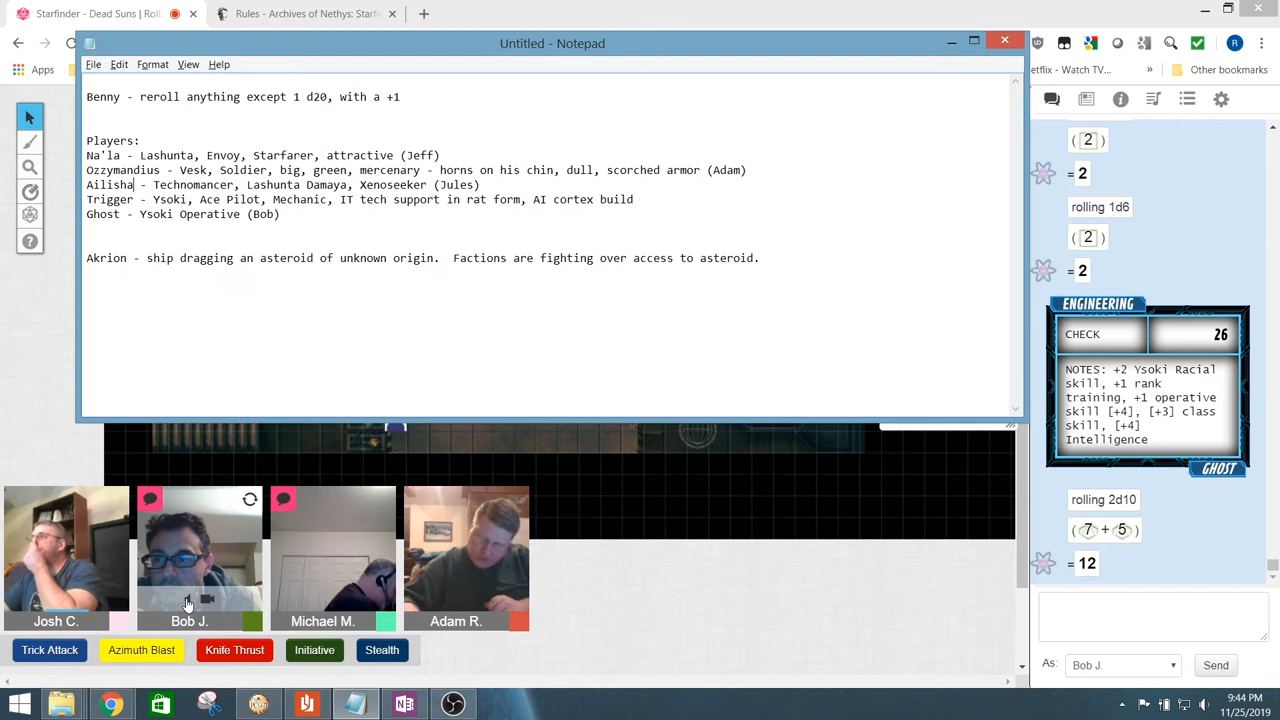 Starfinder - Dead Suns | Roll2
Rules - Archives of Nethys: Starfi
Untitled - Notepad
Apps
etflix - Watch TV...
»
Other bookmarks
R
File Edit Format View Help
Benny - reroll anything except 1 d20, with a +1
Players:
Na'la - Lashunta, Envoy, Starfarer, attractive (Jeff)
Ozzymandius - Vesk, Soldier, big, green, mercenary - horns on his chin, dull, scorched armor (Adam)
Ailisha - Technomancer, Lashunta Damaya, Xenoseeker (Jules)
Trigger - Ysoki, Ace Pilot, Mechanic, IT tech support in rat form, AI cortex build
Ghost - Ysoki Operative (Bob)
Akrion - ship dragging an asteroid of unknown origin. Factions are fighting over access to asteroid.
(2)
= 2
rolling 1d6
(2)
= 2
ENGINEERING
CHECK 26
NOTES: +2 Ysoki Racial
skill, +1 rank
training, +1 operative
skill [+4], [+3] class
skill, [+4]
Intelligence
GHOST
rolling 2d10
(7 + 5)
= 12
Josh C.
Bob J.
Michael M.
Adam R.
Trick Attack
Azimuth Blast
Knife Thrust
Initiative
Stealth
As: Bob J. Send
9:44 PM
11/25/2019